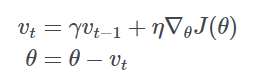 v_t = γv_{t−1} + η∇_θJ(θ)
θ = θ − v_t